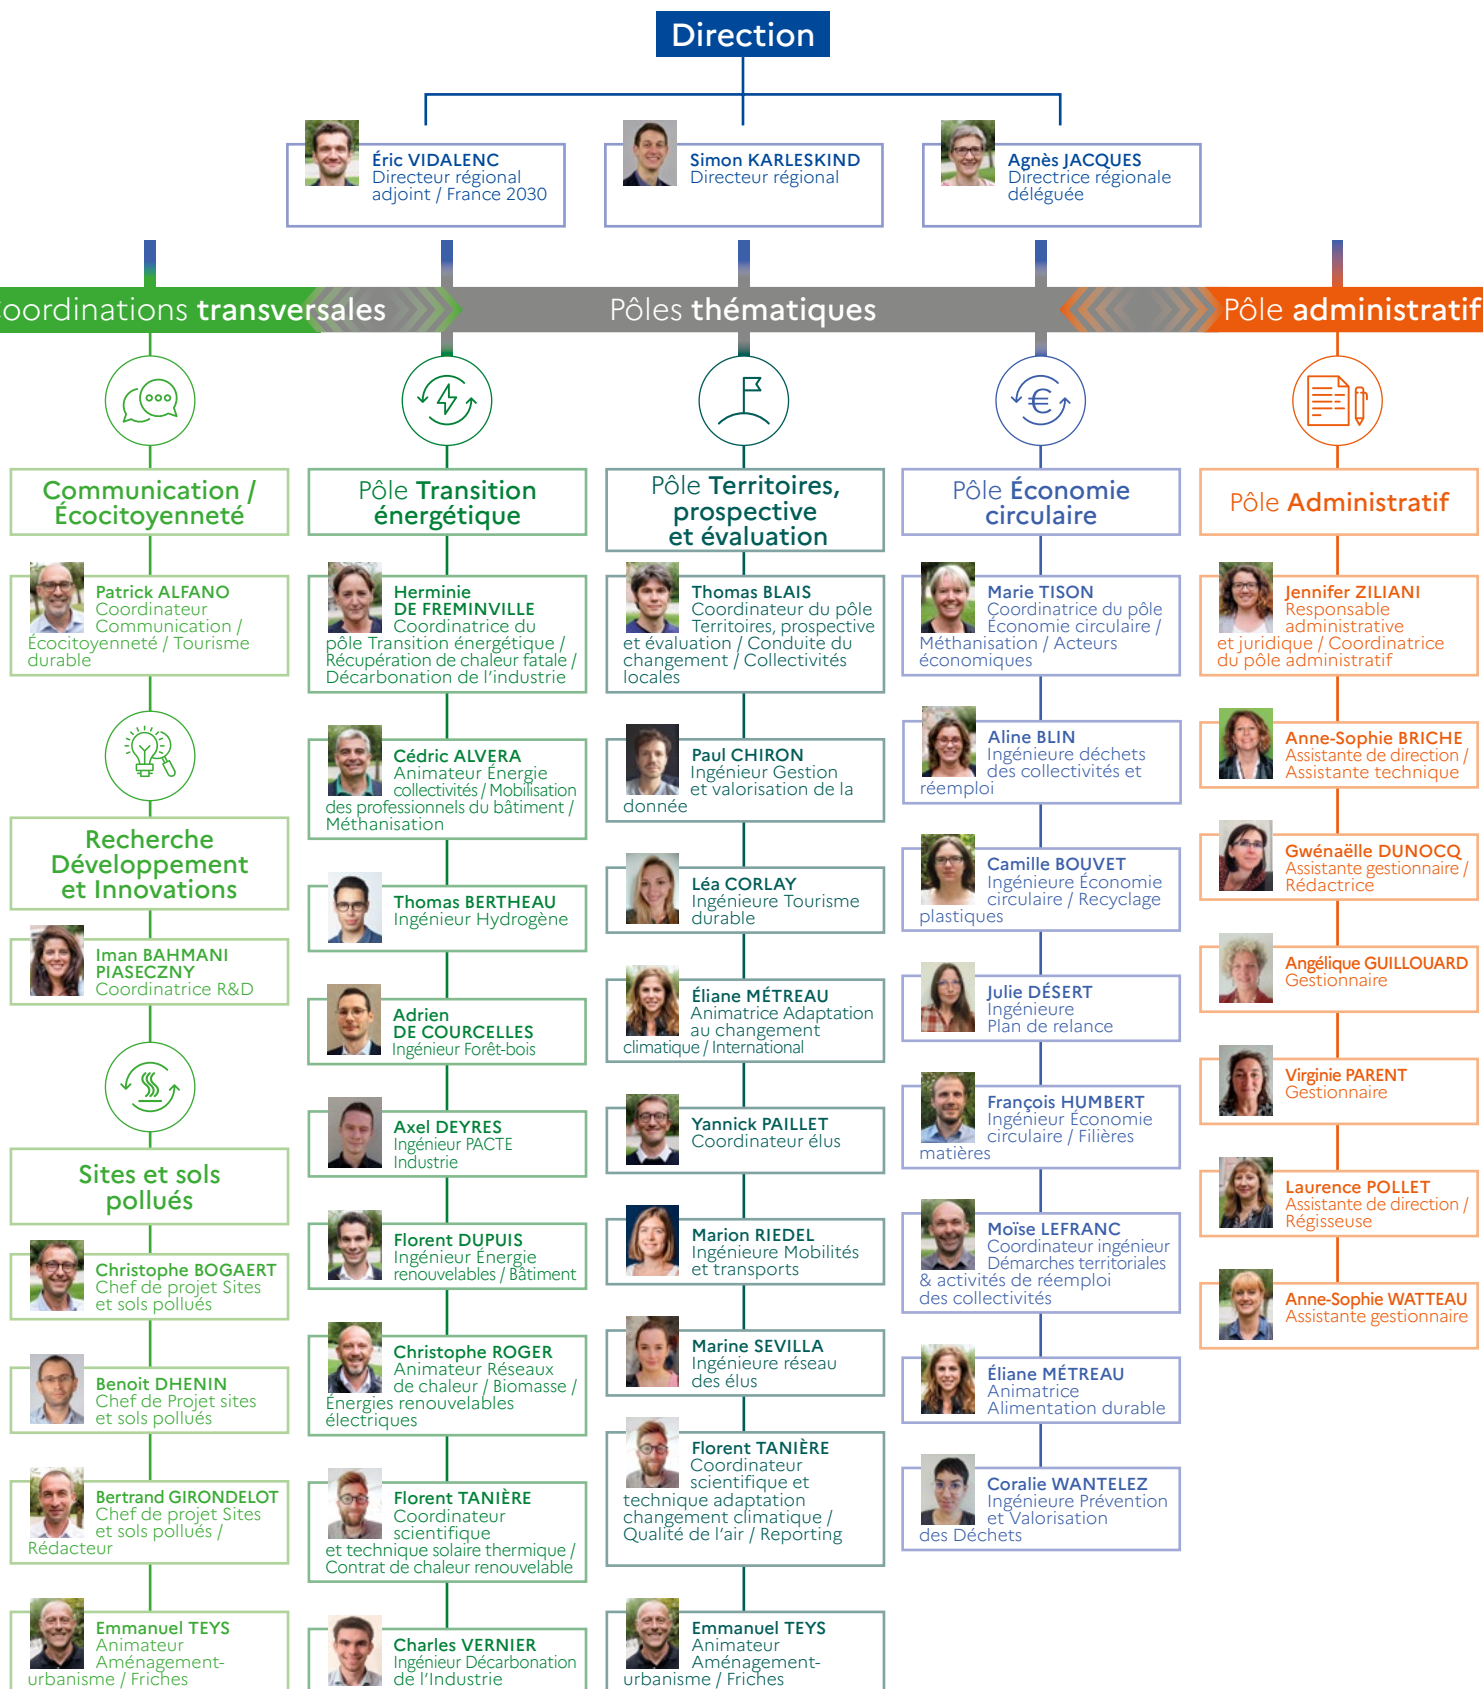 Direction
Éric VIDALENC
Directeur régional
adjoint / France 2030
Simon KARLESKIND
Directeur régional
Agnès JACQUES
Directrice régionale
déléguée
oordinations transversales
Pôles thématiques
Pôle administratif
Communication /
Écocitoyenneté
Patrick ALFANO
Coordinateur
Communication /
Écocitoyenneté / Tourisme
durable
Recherche
Développement
et Innovations
Iman BAHMANI
PIASECZNY
Coordinatrice R&D
Sites et sols
pollués
Christophe BOGAERT
Chef de projet Sites
et sols pollués
Benoit DHENIN
Chef de Projet sites
et sols pollués
Bertrand GIRONDELOT
Chef de projet Sites
et sols pollués /
Rédacteur
Emmanuel TEYS
Animateur
Aménagement-
urbanisme / Friches
Pôle Transition
énergétique
Herminie
DE FREMINVILLE
Coordinatrice du
pôle Transition énergétique /
Récupération de chaleur fatale /
Décarbonation de l'industrie
Cédric ALVERA
Animateur Énergie
collectivités / Mobilisation
des professionnels du bâtiment /
Méthanisation
Thomas BERTHEAU
Ingénieur Hydrogène
Adrien
DE COURCELLES
Ingénieur Forêt-bois
Axel DEYRES
Ingénieur PACTE
Industrie
Florent DUPUIS
Ingénieur Énergie
renouvelables / Bâtiment
Christophe ROGER
Animateur Réseaux
de chaleur / Biomasse /
Énergies renouvelables
électriques
Florent TANIÈRE
Coordinateur
scientifique
et technique solaire thermique /
Contrat de chaleur renouvelable
Charles VERNIER
Ingénieur Décarbonation
de l'Industrie
Pôle Territoires,
prospective
et évaluation
Thomas BLAIS
Coordinateur du pôle
Territoires, prospective
et évaluation / Conduite du
changement / Collectivités
locales
Paul CHIRON
Ingénieur Gestion
et valorisation de la
donnée
Léa CORLAY
Ingénieure Tourisme
durable
Éliane MÉTREAU
Animatrice Adaptation
au changement
climatique / International
Yannick PAILLET
Coordinateur élus
Marion RIEDEL
Ingénieure Mobilités
et transports
Marine SEVILLA
Ingénieure réseau
des élus
Florent TANIÈRE
Coordinateur
scientifique et
technique adaptation
changement climatique /
Qualité de l'air / Reporting
Emmanuel TEYS
Animateur
Aménagement-
urbanisme / Friches
Pôle Économie
circulaire
Marie TISON
Coordinatrice du pôle
Économie circulaire /
Méthanisation / Acteurs
économiques
Aline BLIN
Ingénieure déchets
des collectivités et
réemploi
Camille BOUVET
Ingénieure Économie
circulaire / Recyclage
plastiques
Julie DÉSERT
Ingénieure
Plan de relance
François HUMBERT
Ingénieur Économie
circulaire / Filières
matières
Moïse LEFRANC
Coordinateur ingénieur
Démarches territoriales
& activités de réemploi
des collectivités
Éliane MÉTREAU
Animatrice
Alimentation durable
Coralie WANTELEZ
Ingénieure Prévention
et Valorisation
des Déchets
Pôle Administratif
Jennifer ZILIANI
Responsable
administrative
et juridique / Coordinatrice
du pôle administratif
Anne-Sophie BRICHE
Assistante de direction /
Assistante technique
Gwénaëlle DUNOCQ
Assistante gestionnaire /
Rédactrice
Angélique GUILLOUARD
Gestionnaire
Virginie PARENT
Gestionnaire
Laurence POLLET
Assistante de direction /
Régisseuse
Anne-Sophie WATTEAU
Assistante gestionnaire